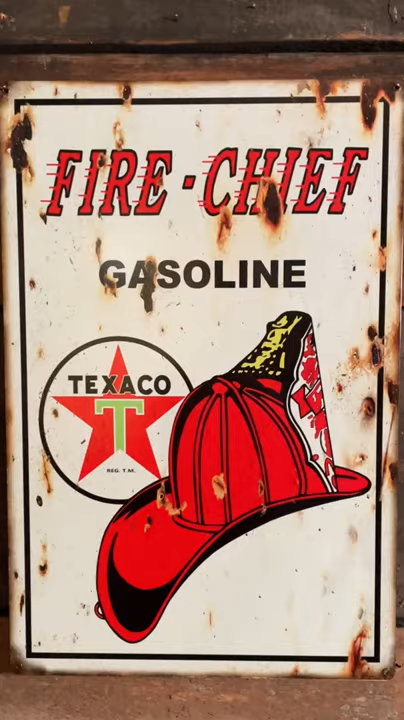 FIRE-CHIEF
GASOLINE
TEXACO
T
REG. T.M.